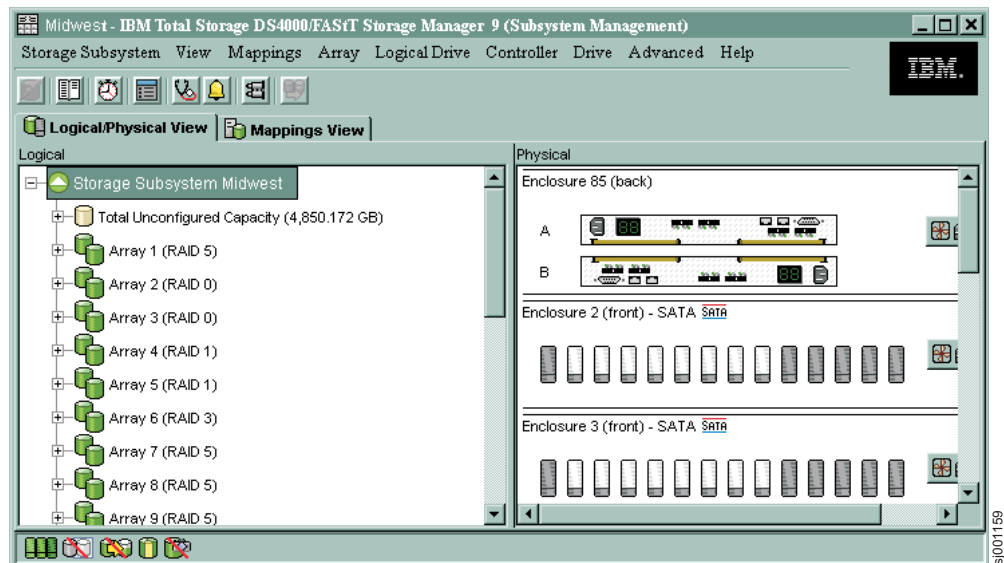 Midwest - IBM Total Storage DS4000/FAStT Storage Manager 9 (Subsystem Management)
Storage Subsystem View Mappings Array Logical Drive Controller Drive Advanced Help
IBM.
Logical/Physical View Mappings View
Logical
Storage Subsystem Midwest
Total Unconfigured Capacity (4,850.172 GB)
Array 1 (RAID 5)
Array 2 (RAID 0)
Array 3 (RAID 0)
Array 4 (RAID 1)
Array 5 (RAID 1)
Array 6 (RAID 3)
Array 7 (RAID 5)
Array 8 (RAID 5)
Array 9 (RAID 5)
Physical
Enclosure 85 (back)
A
88
B
88
Enclosure 2 (front) - SATA SATA
Enclosure 3 (front) - SATA SATA
sj001159